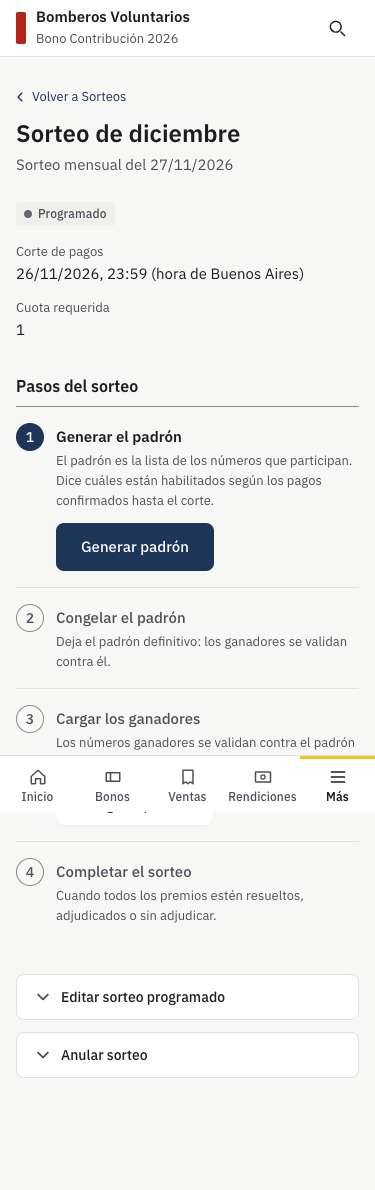 Bomberos Voluntarios
Bono Contribución 2026
Volver a Sorteos
Sorteo de diciembre
Sorteo mensual del 27/11/2026
Programado
Corte de pagos
26/11/2026, 23:59 (hora de Buenos Aires)
Cuota requerida
1
Pasos del sorteo
1
Generar el padrón
El padrón es la lista de los números que participan.
Dice cuáles están habilitados según los pagos
confirmados hasta el corte.
Generar padrón
2
Congelar el padrón
Deja el padrón definitivo: los ganadores se validan
contra él.
3
Cargar los ganadores
Los números ganadores se validan contra el padrón
Inicio
Bonos
Ventas
Rendiciones
Más
4
Completar el sorteo
Cuando todos los premios estén resueltos,
adjudicados o sin adjudicar.
Editar sorteo programado
Anular sorteo